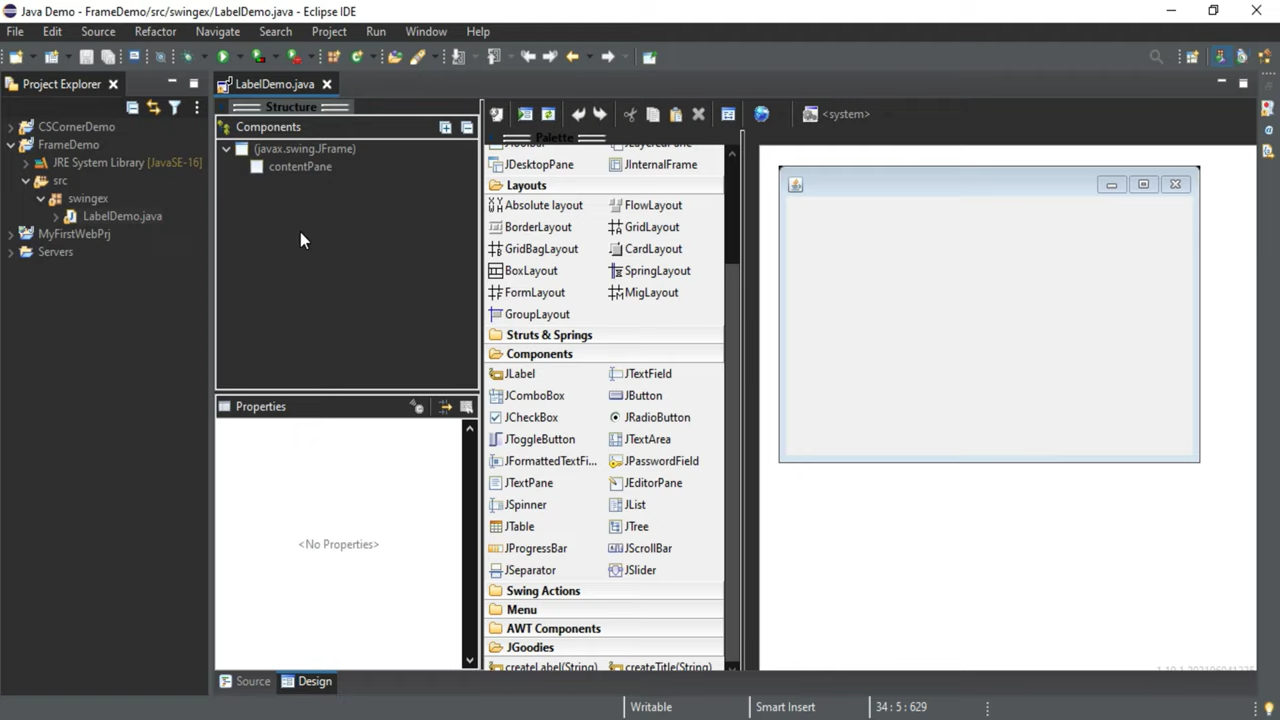 Java Demo - FrameDemo/src/swingex/LabelDemo.java - Eclipse IDE
File Edit Source Refactor Navigate Search Project Run Window Help
Project Explorer
CSCornerDemo
FrameDemo
JRE System Library [JavaSE-16]
src
swingex
LabelDemo.java
MyFirstWebPrj
Servers
LabelDemo.java
Structure
Components
(javax.swing.JFrame)
contentPane
Properties
<No Properties>
Palette
<system>
JToolBar JLayeredPane
JDesktopPane JInternalFrame
Layouts
Absolute layout FlowLayout
BorderLayout GridLayout
GridBagLayout CardLayout
BoxLayout SpringLayout
FormLayout MigLayout
GroupLayout
Struts & Springs
Components
JLabel JTextField
JComboBox JButton
JCheckBox JRadioButton
JToggleButton JTextArea
JFormattedTextFi... JPasswordField
JTextPane JEditorPane
JSpinner JList
JTable JTree
JProgressBar JScrollBar
JSeparator JSlider
Swing Actions
Menu
AWT Components
JGoodies
createLabel(String) createTitle(String)
Source Design
Writable Smart Insert 34 : 5 : 629